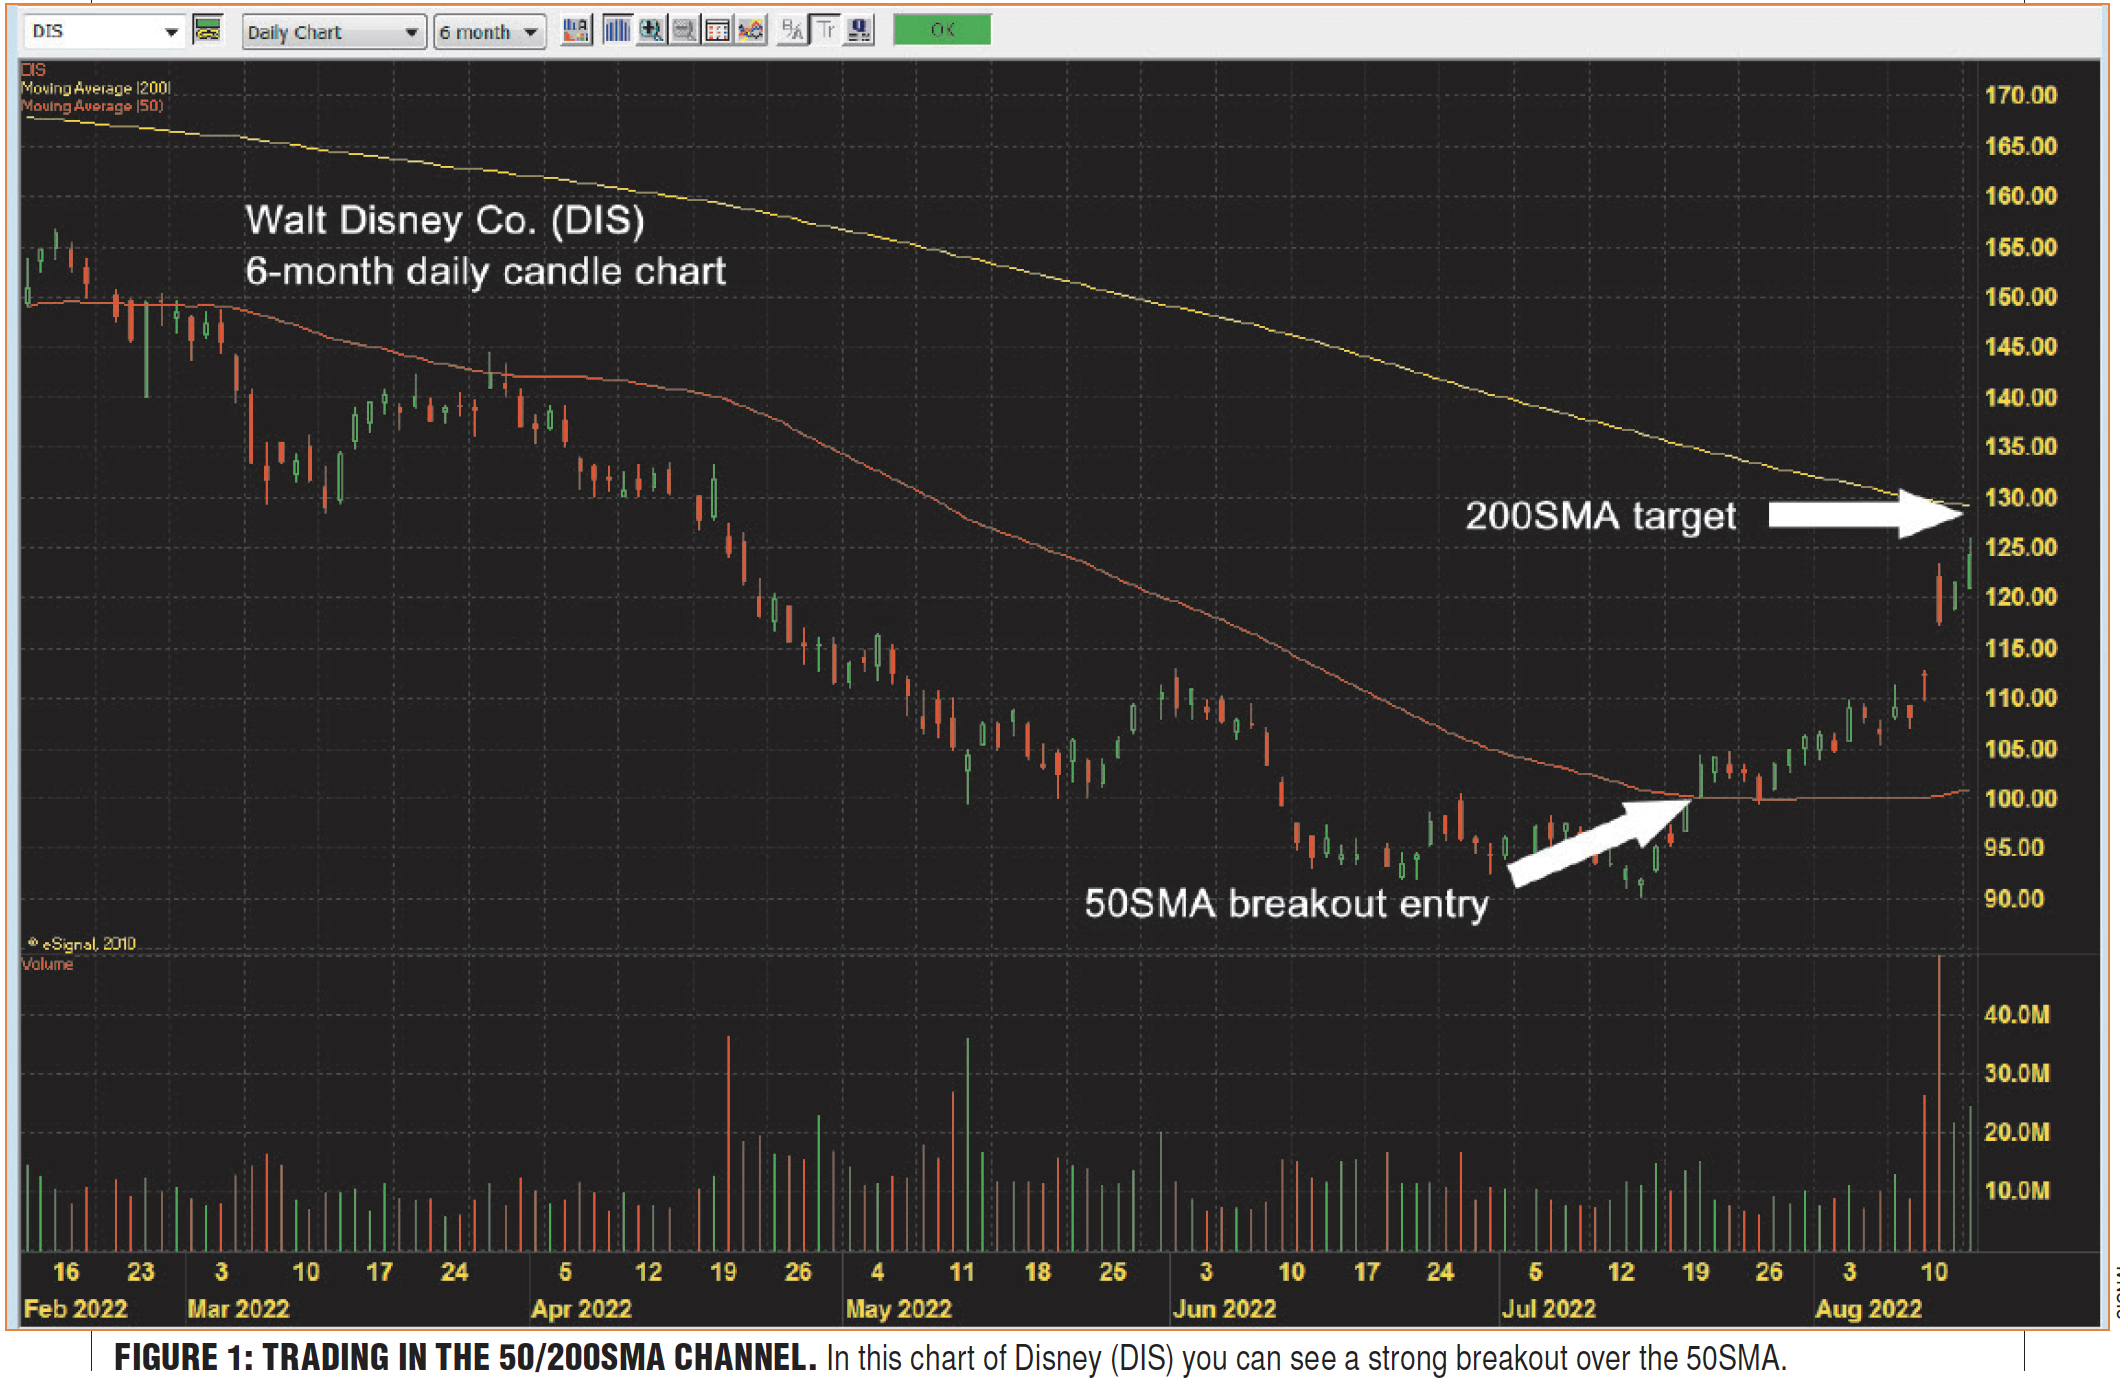 DIS
Daily Chart
6 month
B/A
Tr
OK
DIS
Moving Average (200)
Moving Average (50)
Walt Disney Co. (DIS)
6-month daily candle chart
200SMA target
50SMA breakout entry
170.00
165.00
160.00
155.00
150.00
145.00
140.00
135.00
130.00
125.00
120.00
115.00
110.00
105.00
100.00
95.00
90.00
© eSignal, 2010
Volume
40.0M
30.0M
20.0M
10.0M
16 23 3 10 17 24 5 12 19 26 4 11 18 25 3 10 17 24 5 12 19 26 3 10
Feb 2022 Mar 2022 Apr 2022 May 2022 Jun 2022 Jul 2022 Aug 2022
FIGURE 1: TRADING IN THE 50/200SMA CHANNEL. In this chart of Disney (DIS) you can see a strong breakout over the 50SMA.